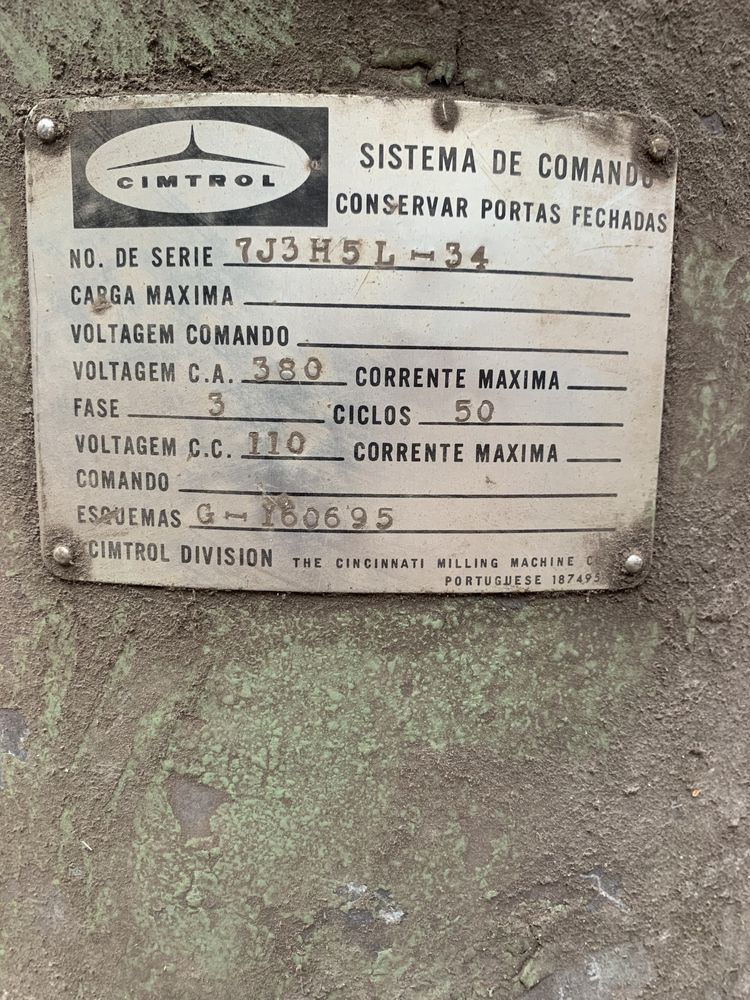 CIMTROL
SISTEMA DE COMANDO
CONSERVAR PORTAS FECHADAS
NO. DE SERIE 7J3H5L-34
CARGA MAXIMA
VOLTAGEM COMANDO
VOLTAGEM C.A. 380 CORRENTE MAXIMA
FASE 3 CICLOS 50
VOLTAGEM C.C. 110 CORRENTE MAXIMA
COMANDO
ESQUEMAS G-160695
CIMTROL DIVISION THE CINCINNATI MILLING MACHINE
PORTUGUESE 187495